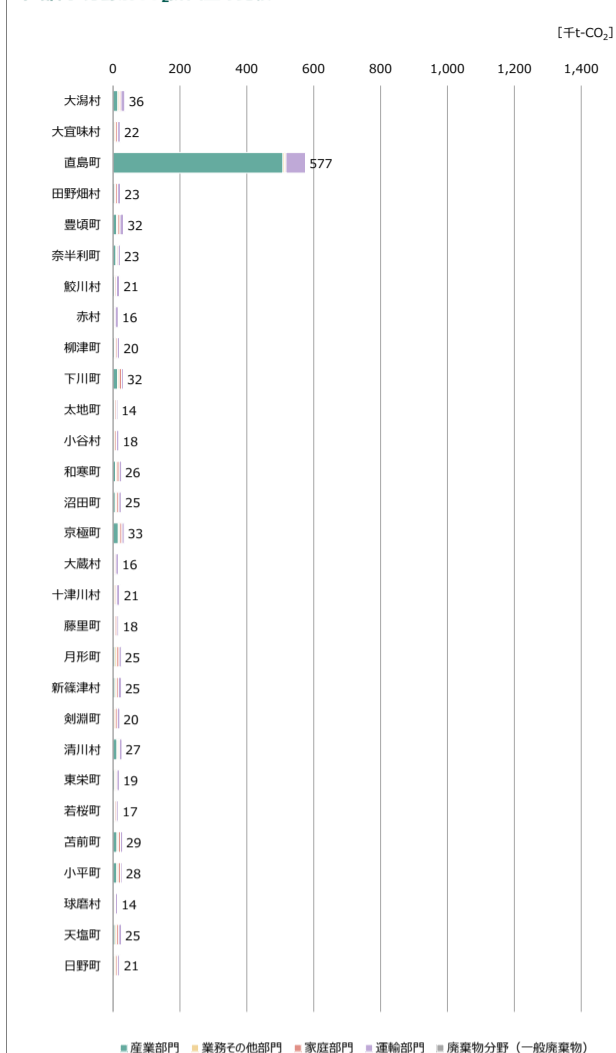 [千t-CO₂]
0 200 400 600 800 1,000 1,200 1,400
大潟村 36
大宜味村 22
直島町 577
田野畑村 23
豊頃町 32
奈半利町 23
鮫川村 21
赤村 16
柳津町 20
下川町 32
太地町 14
小谷村 18
和寒町 26
沼田町 25
京極町 33
大蔵村 16
十津川村 21
藤里町 18
月形町 25
新篠津村 25
剣淵町 20
清川村 27
東栄町 19
若桜町 17
苫前町 29
小平町 28
球磨村 14
天塩町 25
日野町 21
産業部門 業務その他部門 家庭部門 運輸部門 廃棄物分野（一般廃棄物）